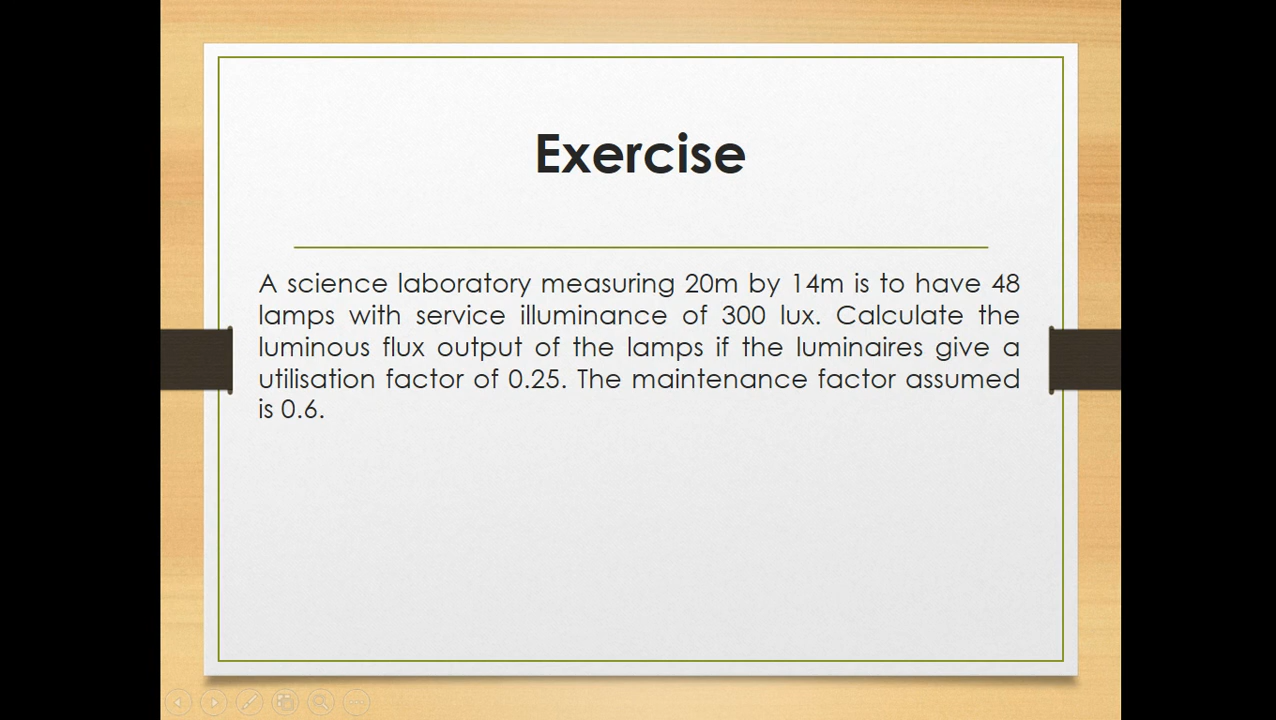 Exercise
A science laboratory measuring 20m by 14m is to have 48
lamps with service illuminance of 300 lux. Calculate the
luminous flux output of the lamps if the luminaires give a
utilisation factor of 0.25. The maintenance factor assumed
is 0.6.